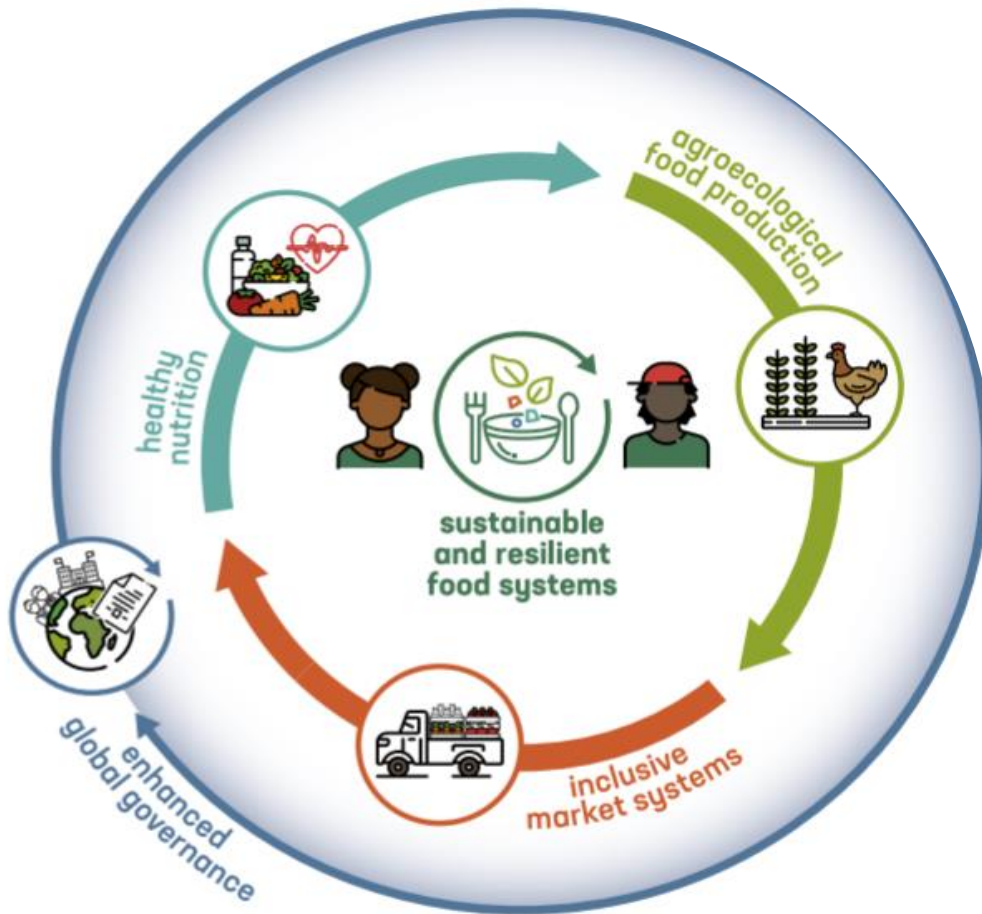 agroecological
food production
healthy
nutrition
sustainable
and resilient
food systems
inclusive
market systems
enhanced
global governance